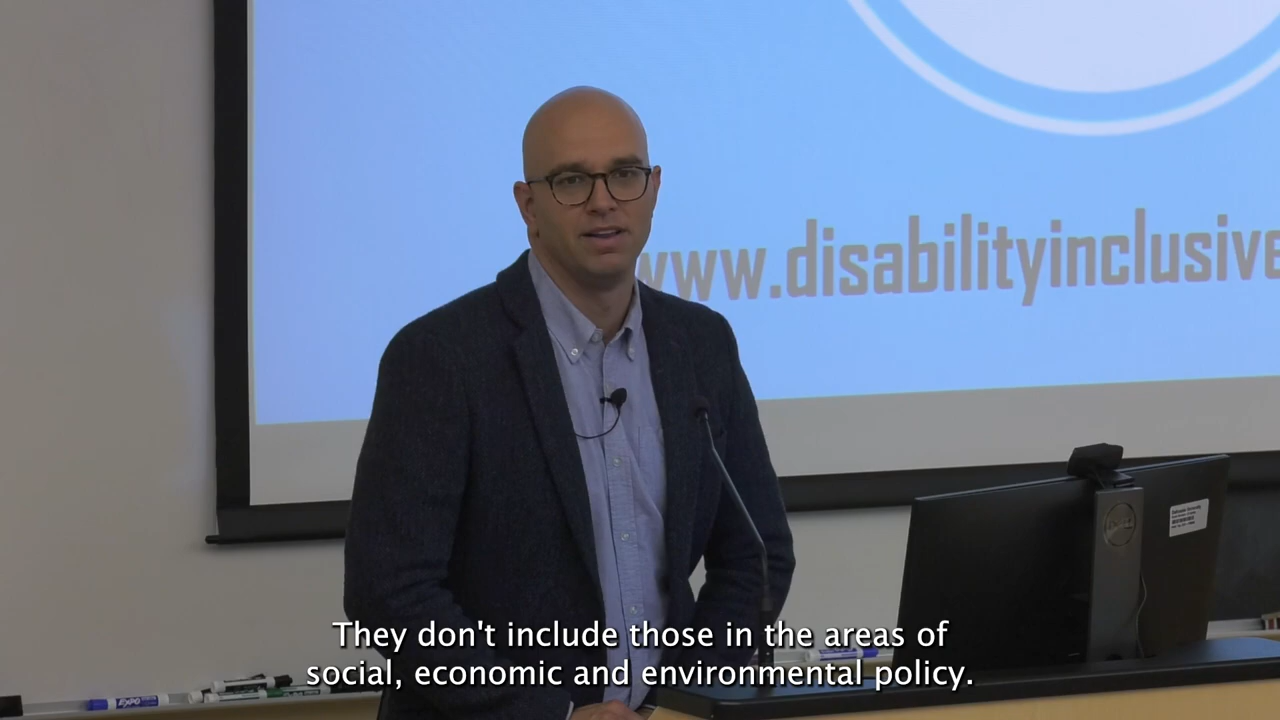 www.disabilityinclusive
DELL
EXPO
They don't include those in the areas of
social, economic and environmental policy.